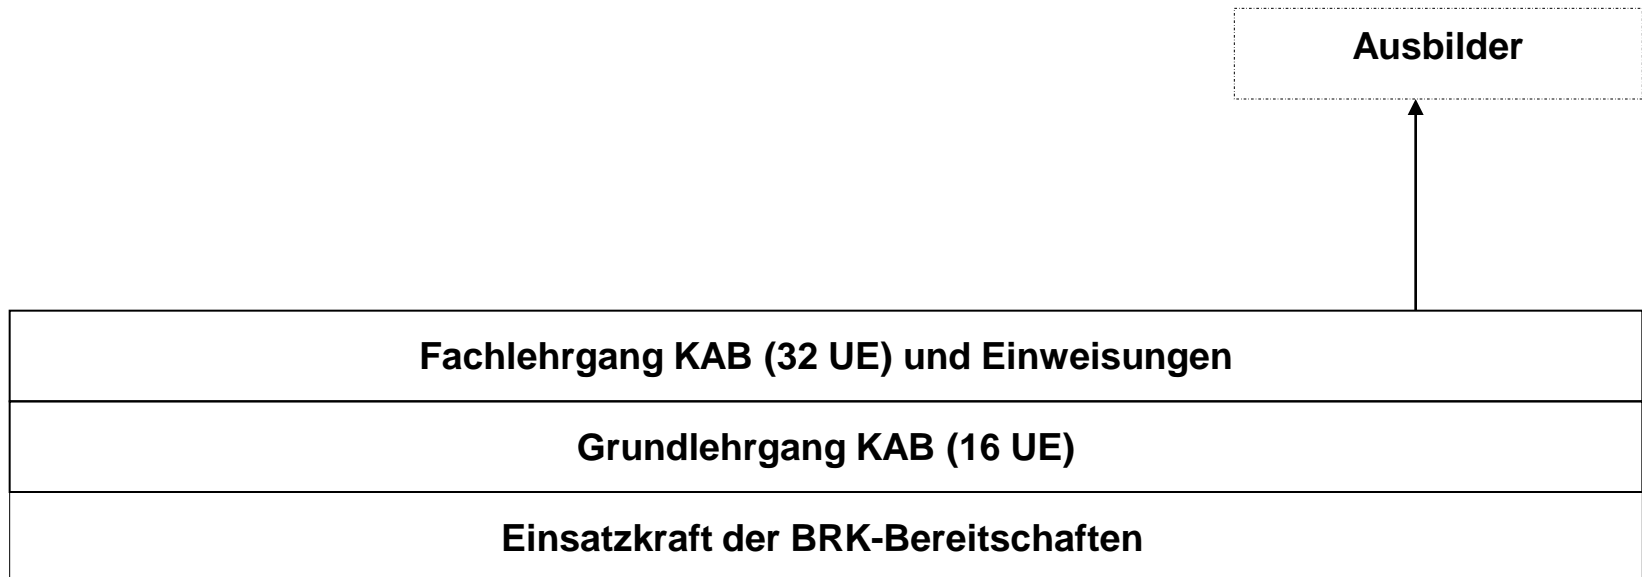 Ausbilder
Fachlehrgang KAB (32 UE) und Einweisungen
Grundlehrgang KAB (16 UE)
Einsatzkraft der BRK-Bereitschaften